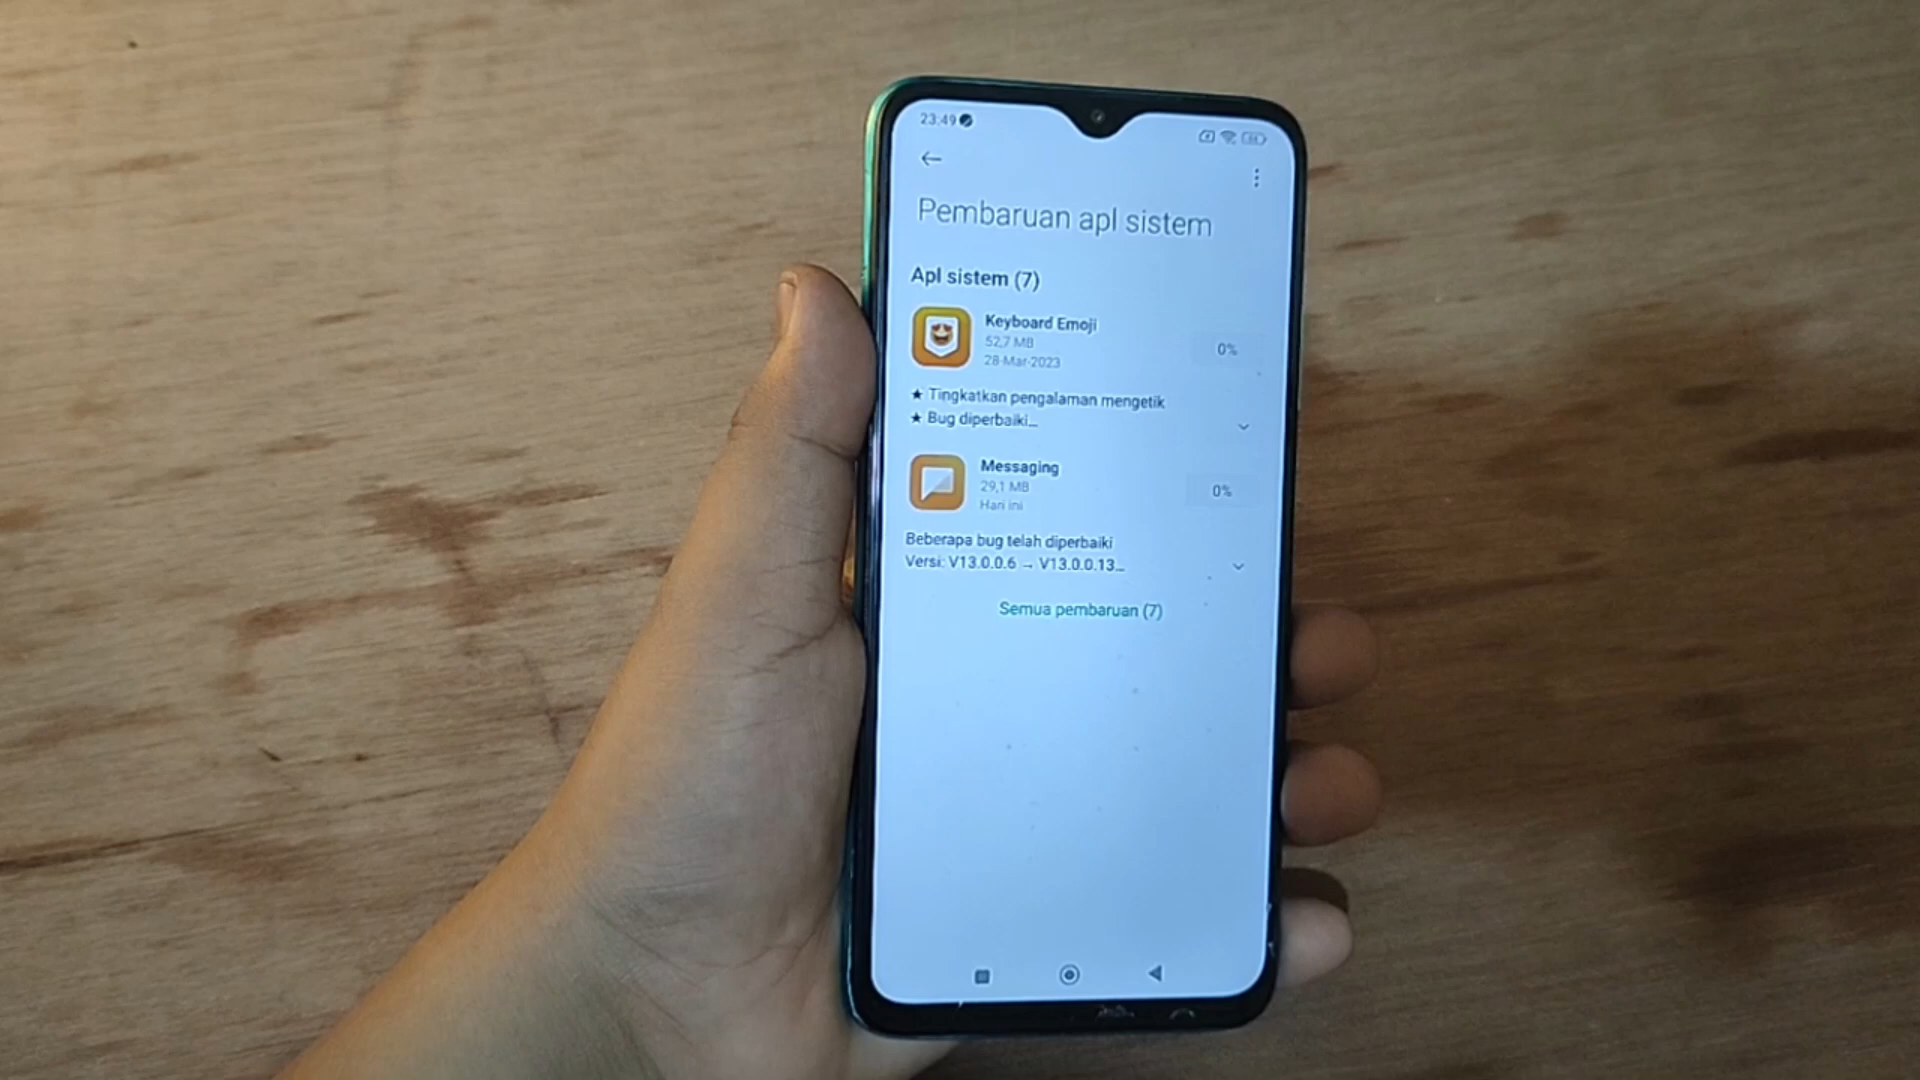 23:49
Pembaruan apl sistem
Apl sistem (7)
Keyboard Emoji
52,7 MB
28-Mar-2023
0%
★ Tingkatkan pengalaman mengetik
★ Bug diperbaiki...
Messaging
29,1 MB
Hari ini
0%
Beberapa bug telah diperbaiki
Versi: V13.0.0.6 → V13.0.0.13...
Semua pembaruan (7)